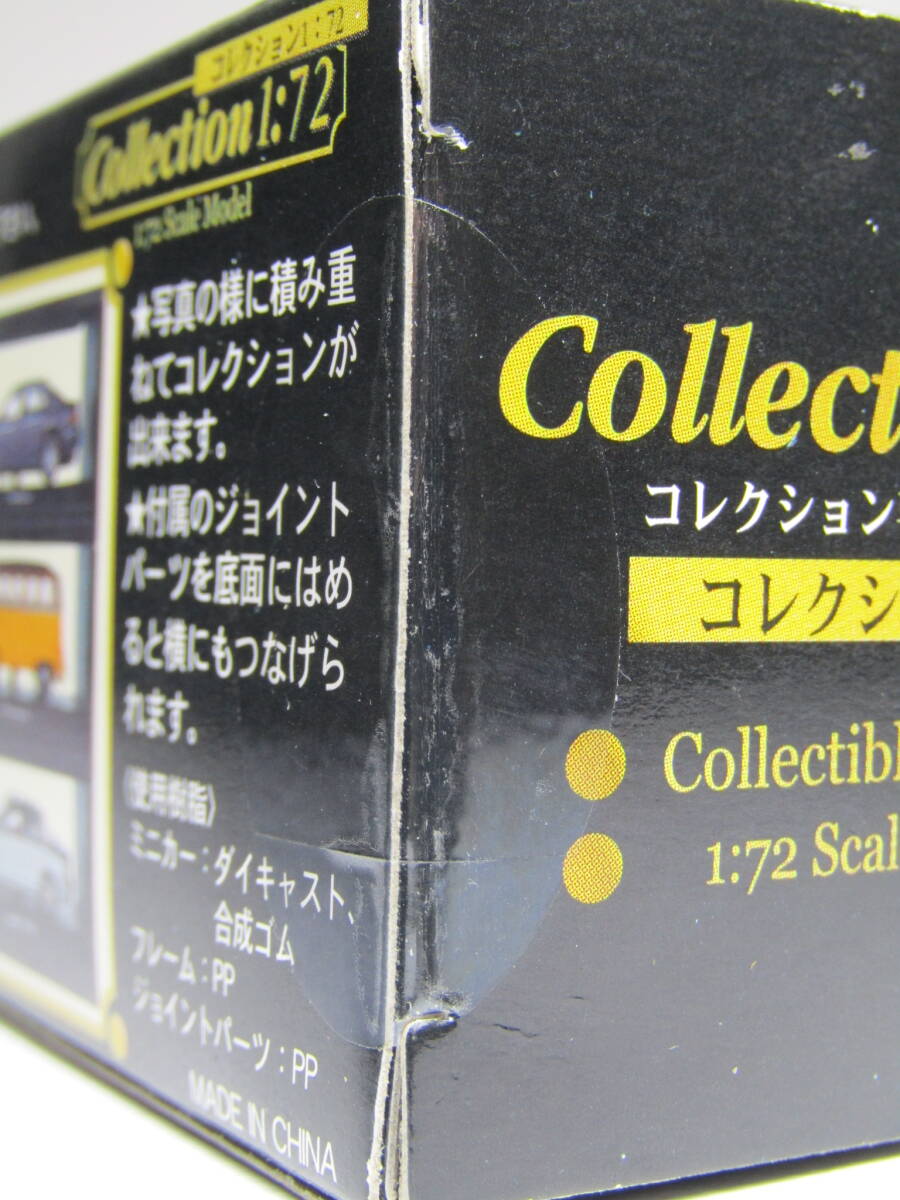 コレクション1:72
Collection 1:72
1:72 Scale Model
★写真の様に積み重
ねてコレクションが
出来ます。
★付属のジョイント
パーツを底面にはめ
ると横にもつなげら
れます。
〈使用樹脂〉
ミニカー:ダイキャスト、
合成ゴム
フレーム:PP
ジョイントパーツ:PP
MADE IN CHINA
Collect
コレクション
コレクシ
Collectibl
1:72 Scal